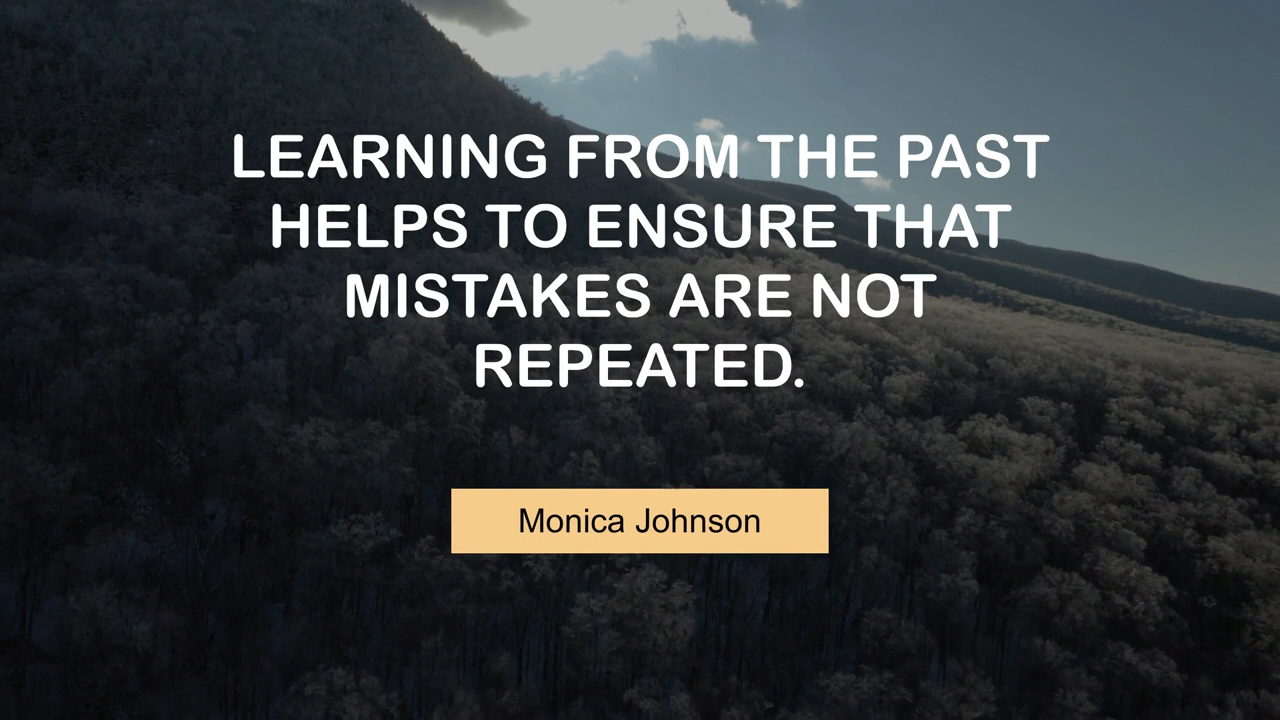 LEARNING FROM THE PAST
HELPS TO ENSURE THAT
MISTAKES ARE NOT
REPEATED.
Monica Johnson